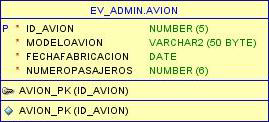 EV_ADMIN.AVION
P * ID_AVION NUMBER (5)
* MODELOAVION VARCHAR2 (50 BYTE)
* FECHAFABRICACION DATE
* NUMEROPASAJEROS NUMBER (6)
AVION_PK (ID_AVION)
AVION_PK (ID_AVION)